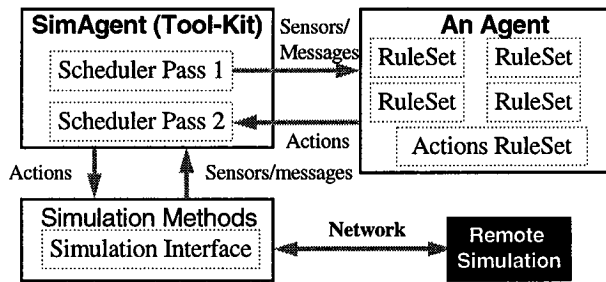 SimAgent (Tool-Kit)
Scheduler Pass 1
Scheduler Pass 2
Sensors/
Messages
Actions
An Agent
RuleSet
RuleSet
RuleSet
RuleSet
Actions RuleSet
Actions
Sensors/messages
Simulation Methods
Simulation Interface
Network
Remote
Simulation